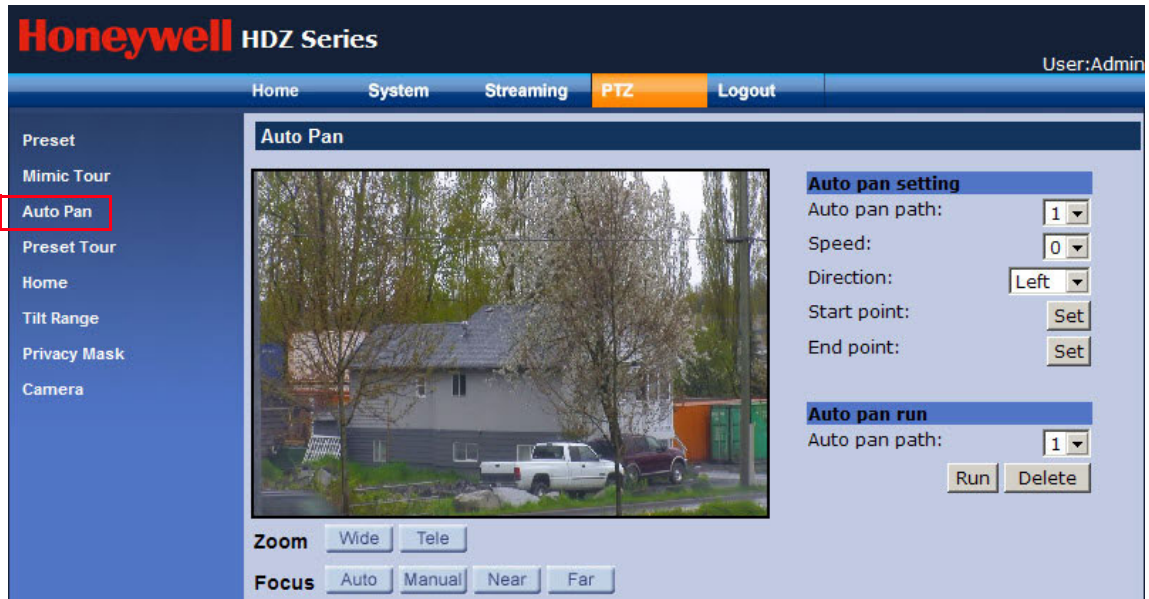 Honeywell HDZ Series
User:Admin
Home System Streaming PTZ Logout
Preset
Mimic Tour
Auto Pan
Preset Tour
Home
Tilt Range
Privacy Mask
Camera
Auto Pan
Auto pan setting
Auto pan path: 1
Speed: 0
Direction: Left
Start point: Set
End point: Set
Auto pan run
Auto pan path: 1
Run Delete
Zoom Wide Tele
Focus Auto Manual Near Far